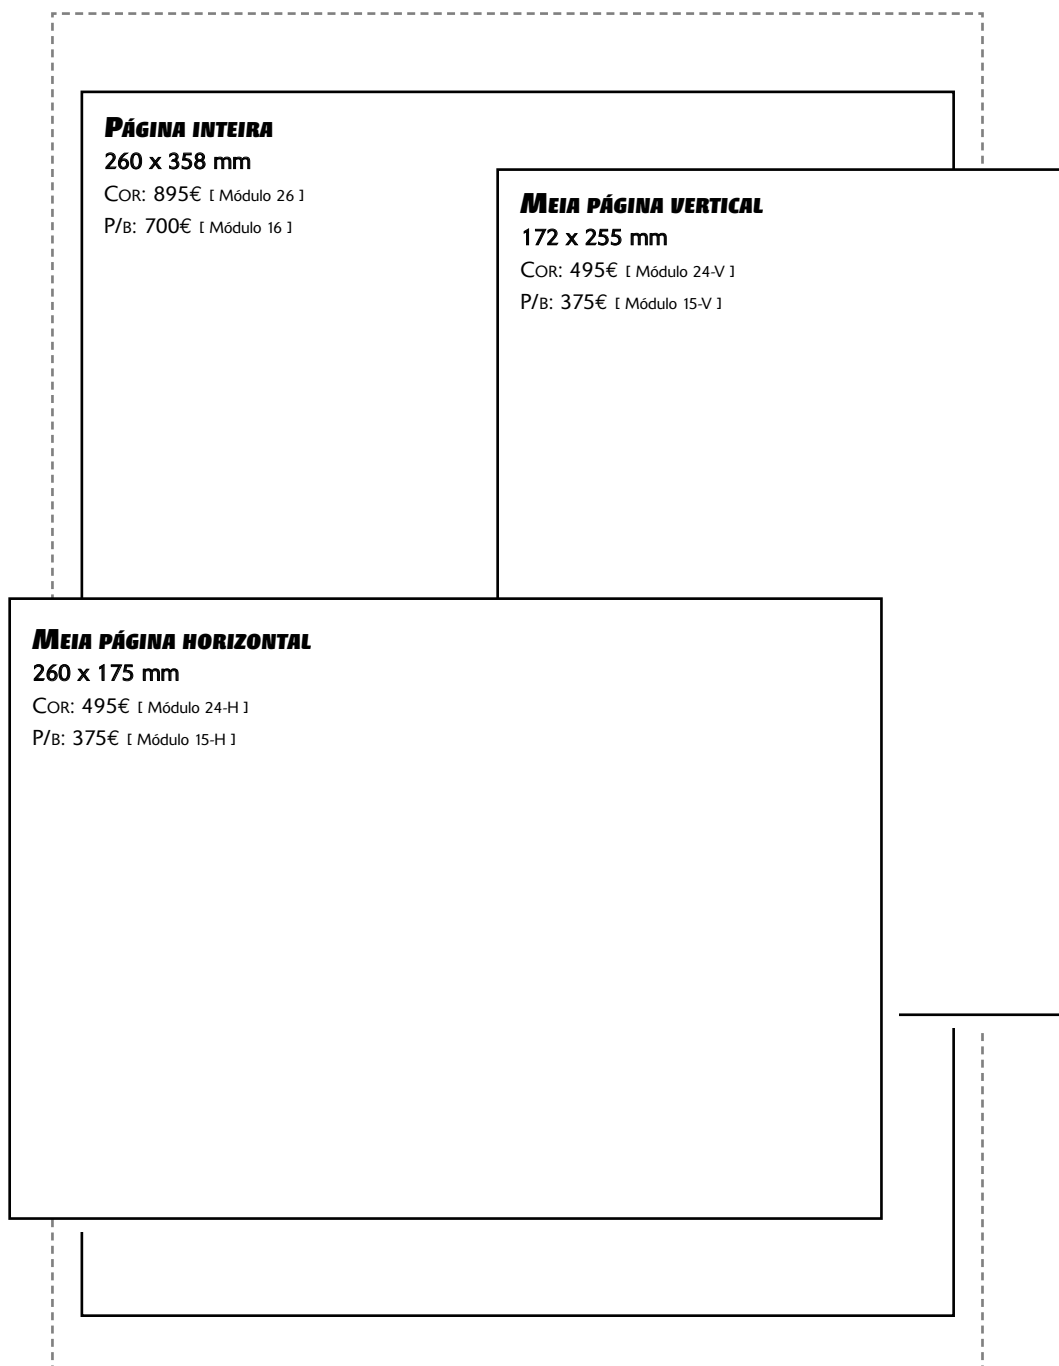 Página inteira
260 x 358 mm
Cor: 895€ [ Módulo 26 ]
P/b: 700€ [ Módulo 16 ]
Meia página vertical
172 x 255 mm
Cor: 495€ [ Módulo 24-V ]
P/b: 375€ [ Módulo 15-V ]
Meia página horizontal
260 x 175 mm
Cor: 495€ [ Módulo 24-H ]
P/b: 375€ [ Módulo 15-H ]